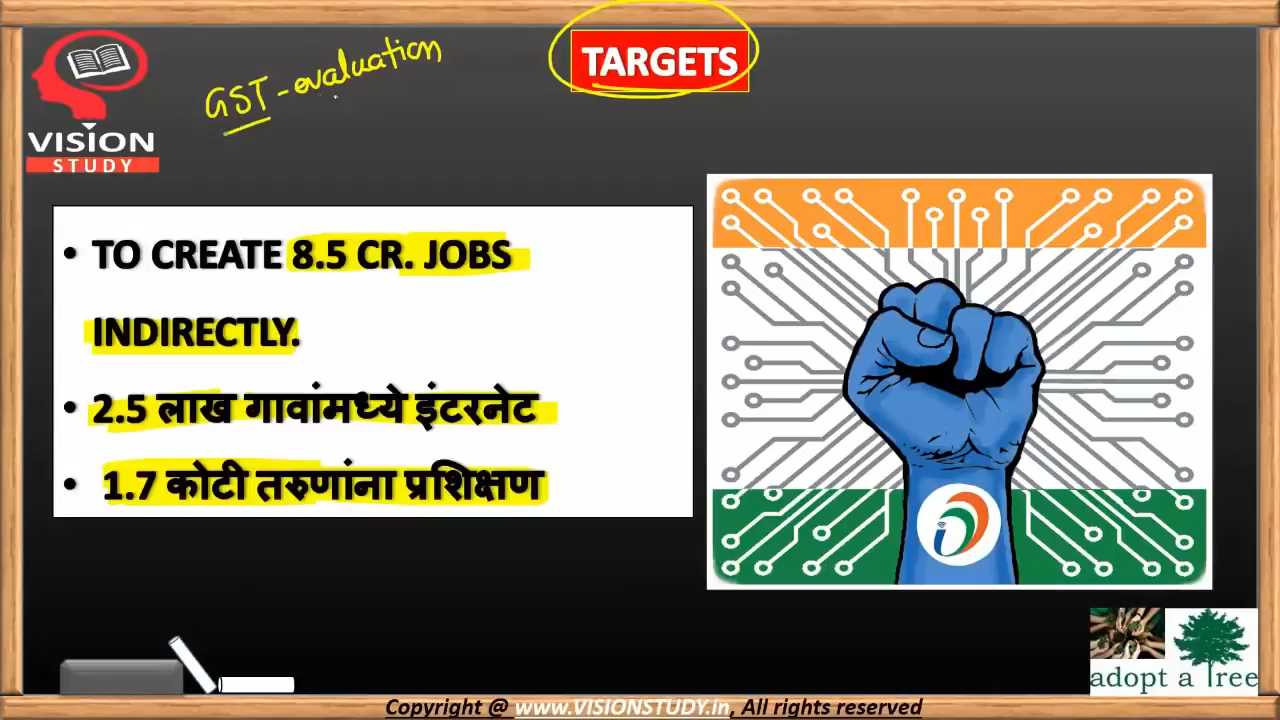 TARGETS
GST - evaluation
VISION
STUDY
• TO CREATE 8.5 CR. JOBS
INDIRECTLY.
• 2.5 लाख गावांमध्ये इंटरनेट
• 1.7 कोटी तरुणांना प्रशिक्षण
adopt a Tree
Copyright @ www.VISIONSTUDY.in, All rights reserved